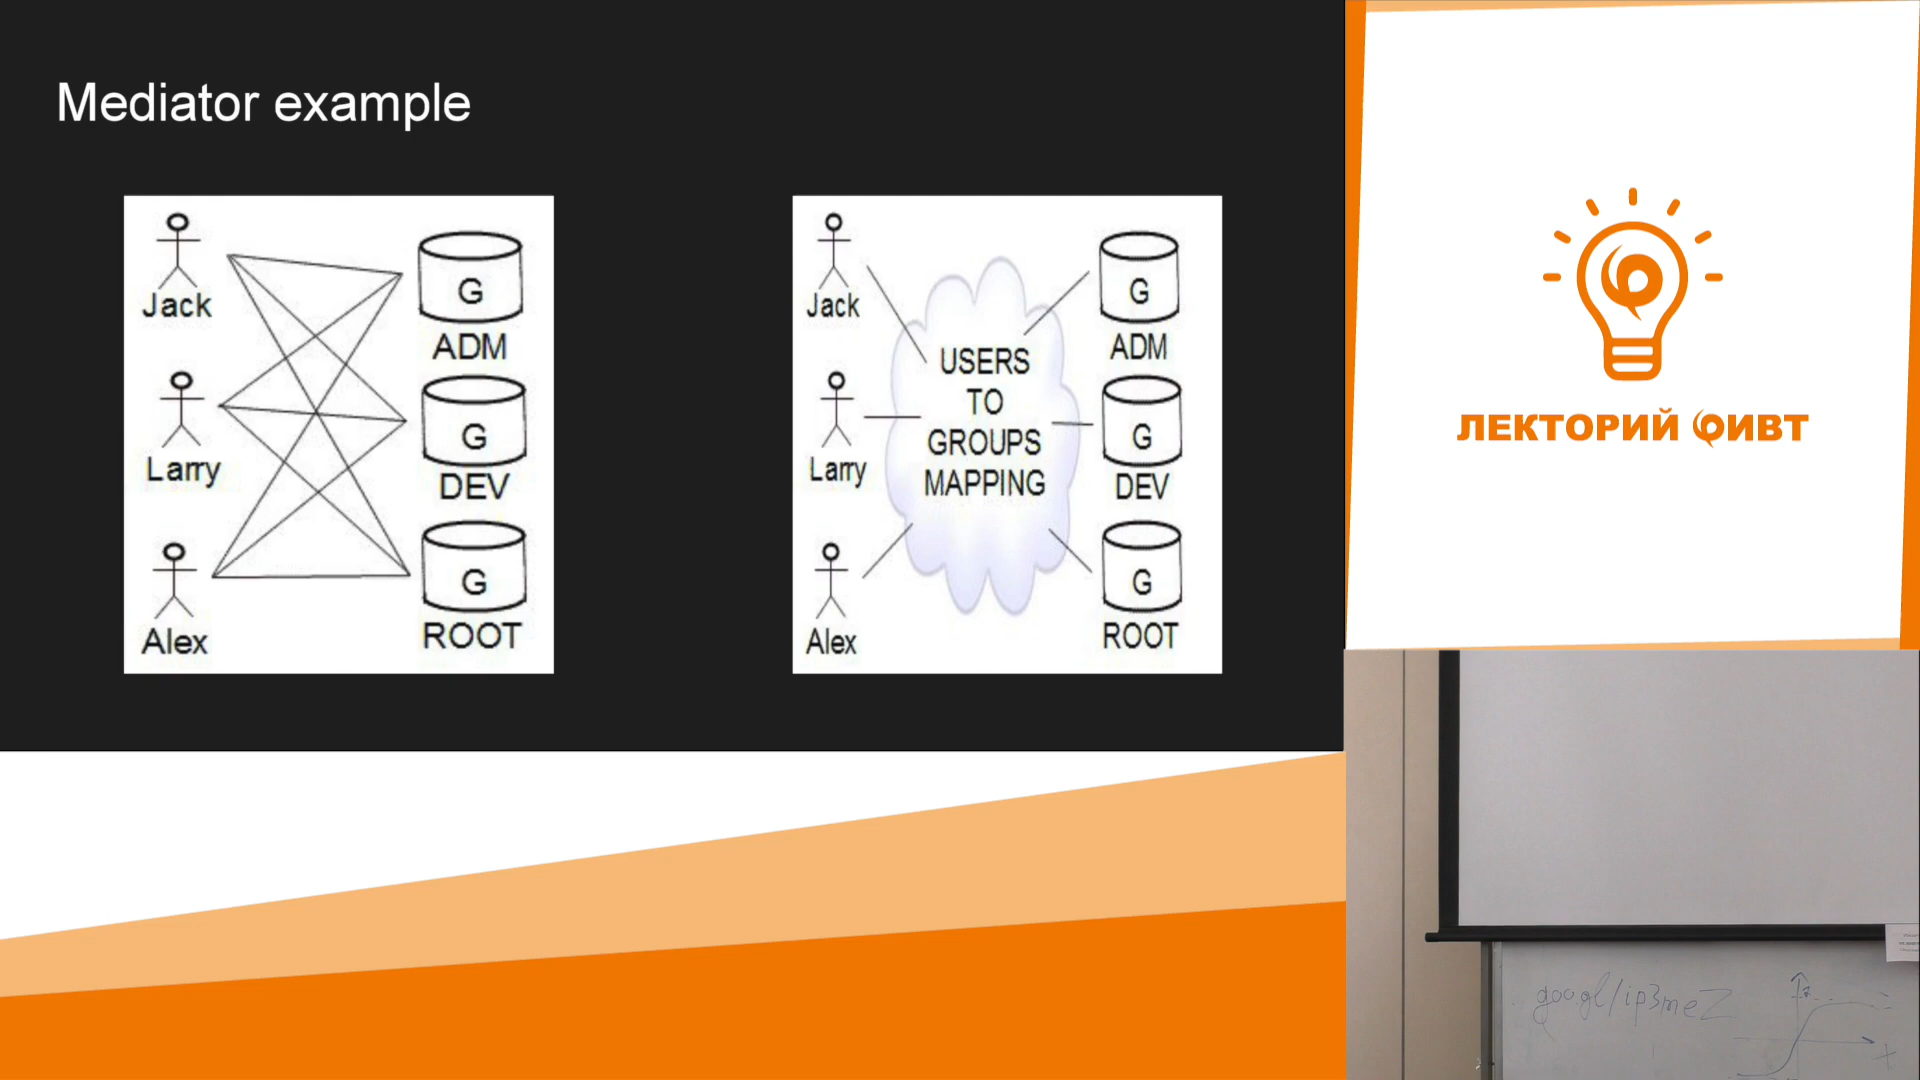 Mediator example
Jack
Larry
Alex
G
ADM
G
DEV
G
ROOT
Jack
Larry
Alex
USERS
TO
GROUPS
MAPPING
G
ADM
G
DEV
G
ROOT
ЛЕКТОРИЙ ФИВТ
goo.gl/ip3meZ